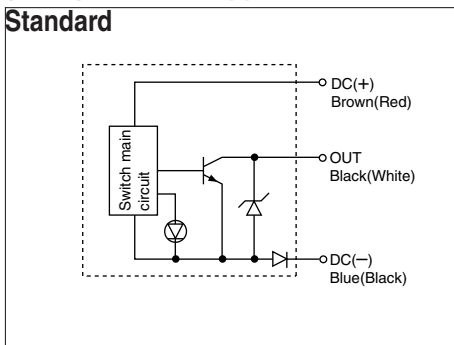 Standard
DC(+)
Brown(Red)
Switch main
circuit
OUT
Black(White)
DC(−)
Blue(Black)